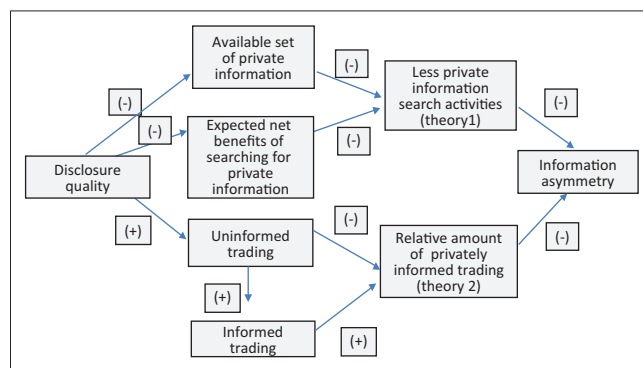 Available set
of private
information
(-)
Less private
information
search activities
(theory1)
(-)
(-)
(-)
Expected net
benefits of
searching for
private
information
(-)
Disclosure
quality
Information
asymmetry
(+)
Uninformed
trading
(-)
Relative amount
of privately
informed trading
(theory 2)
(-)
(+)
Informed
trading
(+)